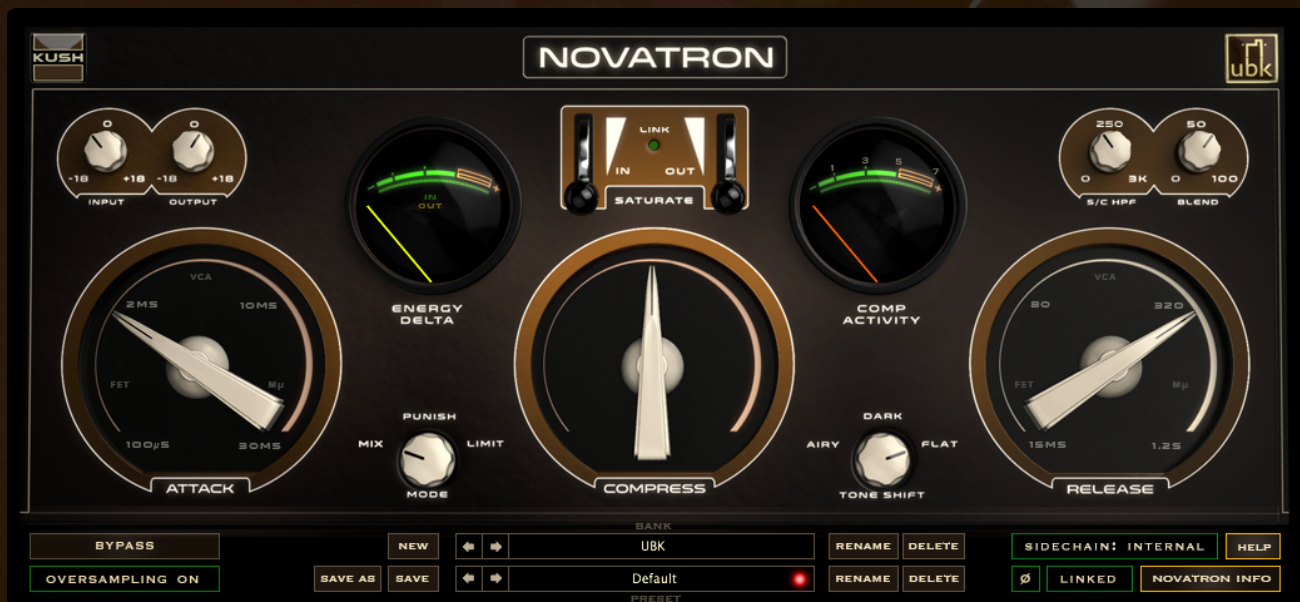 KUSH
NOVATRON
ubk
0 0
-18 +18 -18 +18
INPUT OUTPUT
LINK
IN OUT
SATURATE
250 50
0 3K 0 100
S/C HPF BLEND
- +
IN
OUT
ENERGY
DELTA
1 3 5 7
- +
COMP
ACTIVITY
VCA
2MS 10MS
FET Mµ
100µS 30MS
ATTACK
PUNISH
MIX LIMIT
MODE
COMPRESS
DARK
AIRY FLAT
TONE SHIFT
VCA
80 320
FET Mµ
15MS 1.2S
RELEASE
BANK
BYPASS NEW UBK RENAME DELETE SIDECHAIN: INTERNAL HELP
OVERSAMPLING ON SAVE AS SAVE Default RENAME DELETE Ø LINKED NOVATRON INFO
PRESET